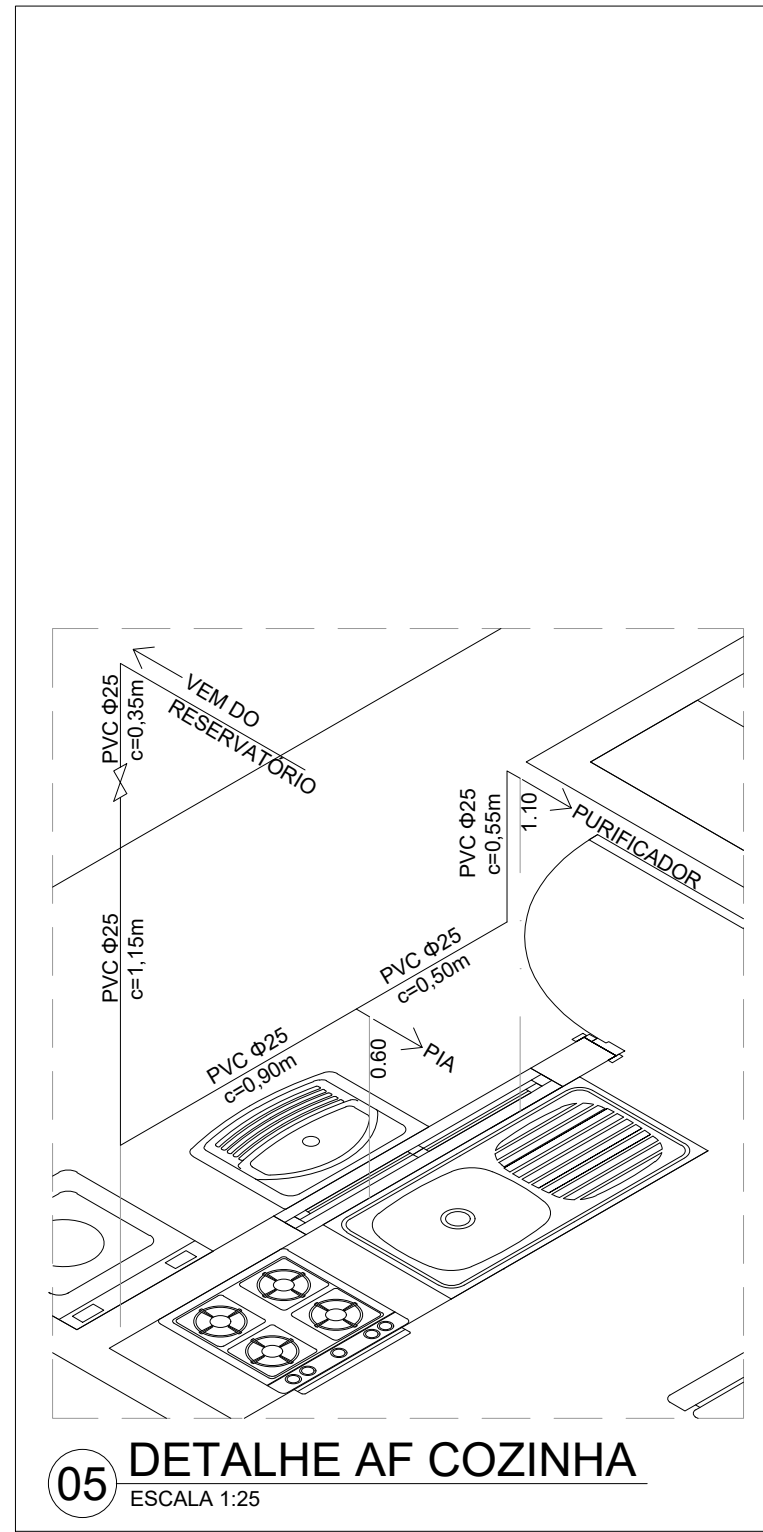 VEM DO
RESERVATÓRIO
PVC Φ25
c=0,35m
PVC Φ25
c=0,55m
1.10
PURIFICADOR
PVC Φ25
c=1,15m
PVC Φ25
c=0,50m
PVC Φ25
c=0,90m
0.60
PIA
05
DETALHE AF COZINHA
ESCALA 1:25